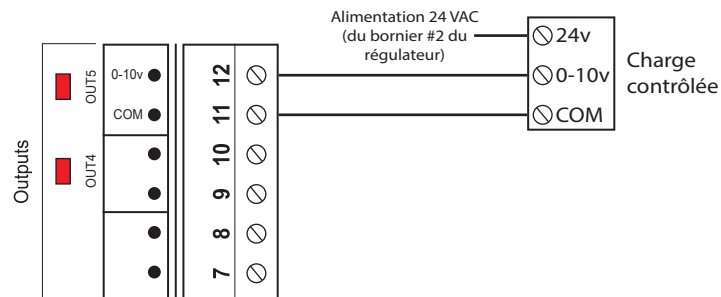 Alimentation 24 VAC
(du bornier #2 du
régulateur)
24v
0-10v
COM
Charge
contrôlée
Outputs
OUT5
OUT4
0-10v
COM
12
11
10
9
8
7